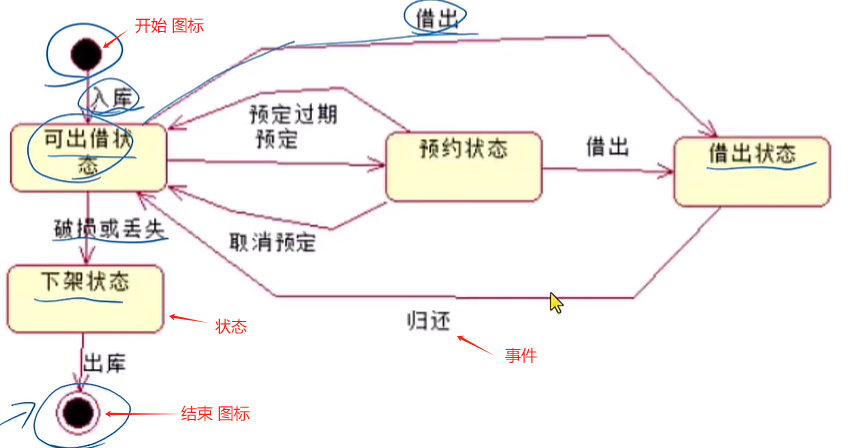 开始 图标
借出
入库
预定过期
预定
可出借状
态
预约状态
借出
借出状态
破损或丢失
取消预定
下架状态
归还
状态
事件
出库
结束 图标